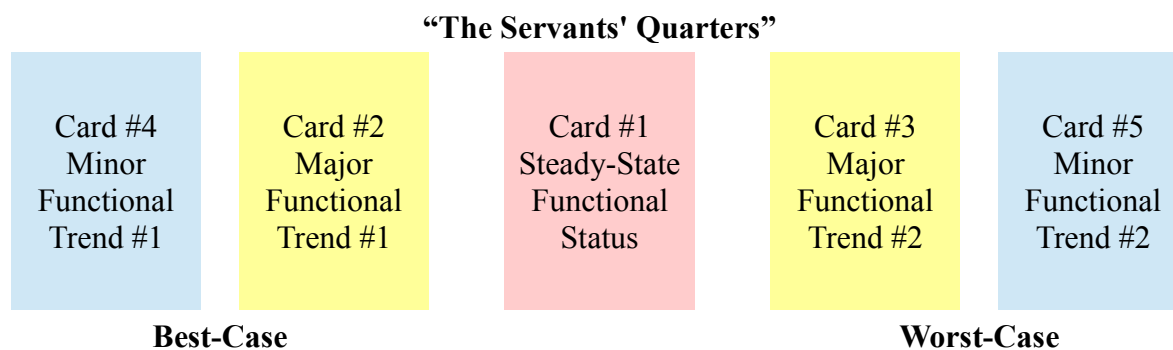 “The Servants' Quarters”
Card #4
Minor
Functional
Trend #1
Card #2
Major
Functional
Trend #1
Card #1
Steady-State
Functional
Status
Card #3
Major
Functional
Trend #2
Card #5
Minor
Functional
Trend #2
Best-Case
Worst-Case